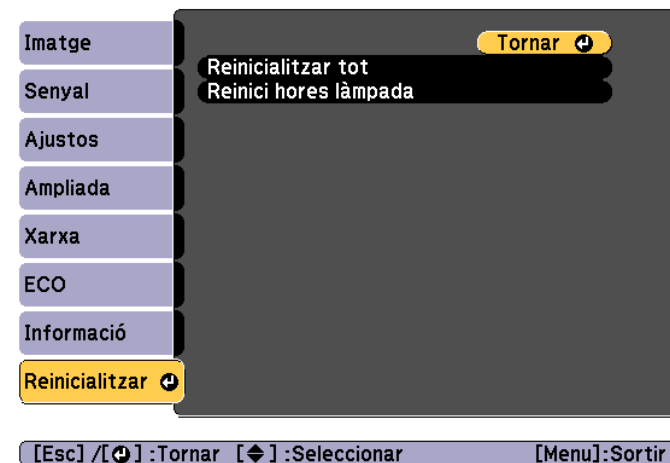 Imatge
Senyal
Ajustos
Ampliada
Xarxa
ECO
Informació
Reinicialitzar
Tornar
Reinicialitzar tot
Reinici hores làmpada
[Esc] /[ ] :Tornar [ ] :Seleccionar [Menu]:Sortir